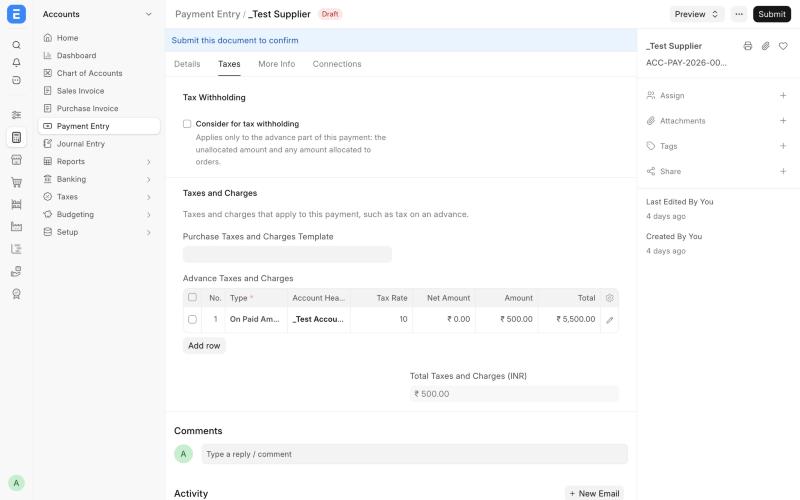 Accounts
Payment Entry / _Test Supplier
Draft
Preview
Submit
Home
Dashboard
Chart of Accounts
Sales Invoice
Purchase Invoice
Payment Entry
Journal Entry
Reports
Banking
Taxes
Budgeting
Setup
A
Submit this document to confirm
Details
Taxes
More Info
Connections
Tax Withholding
Consider for tax withholding
Applies only to the advance part of this payment: the
unallocated amount and any amount allocated to
orders.
Taxes and Charges
Taxes and charges that apply to this payment, such as tax on an advance.
Purchase Taxes and Charges Template
Advance Taxes and Charges
No. Type * Account Hea... Tax Rate Net Amount Amount Total
1 On Paid Am... _Test Accou... 10 ₹ 0.00 ₹ 500.00 ₹ 5,500.00
Add row
Total Taxes and Charges (INR)
₹ 500.00
Comments
A
Type a reply / comment
Activity
+ New Email
_Test Supplier
ACC-PAY-2026-00...
Assign
Attachments
Tags
Share
Last Edited By You
4 days ago
Created By You
4 days ago